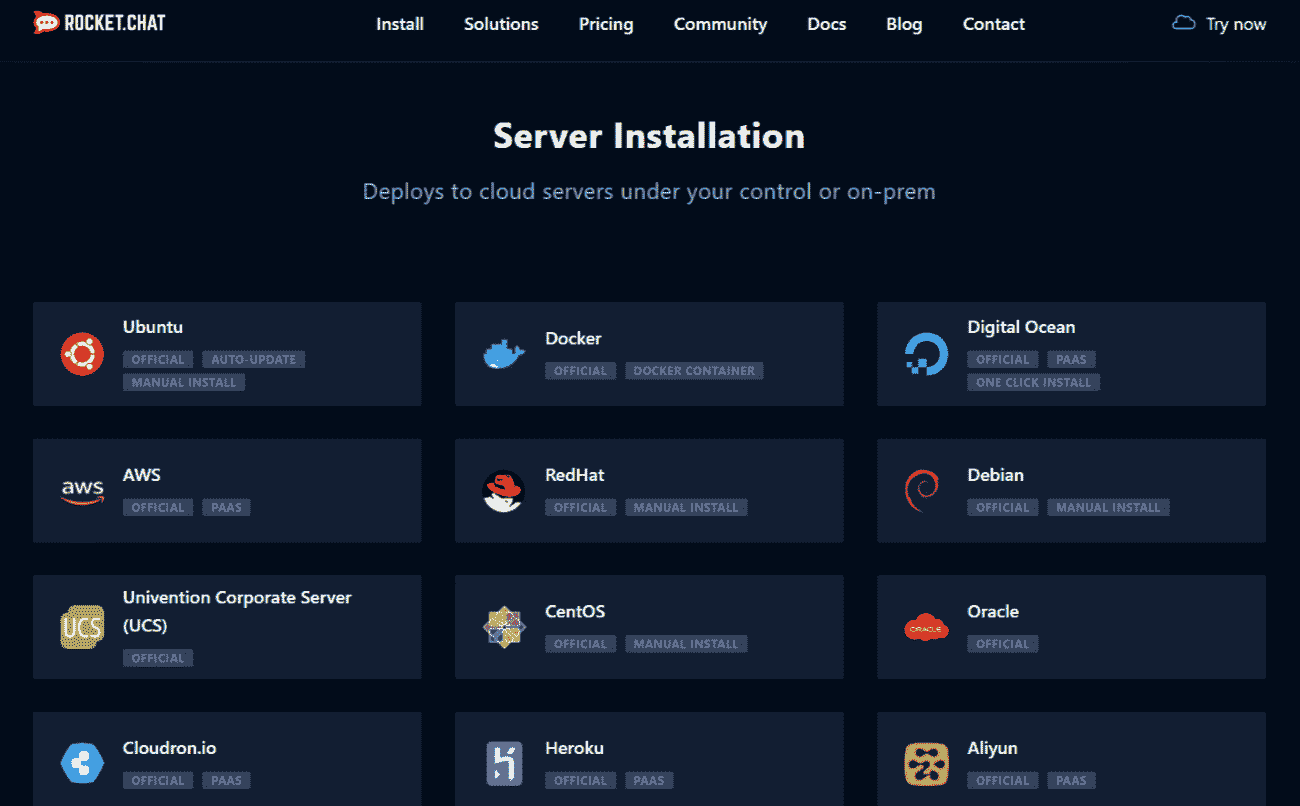 ROCKET.CHAT Install Solutions Pricing Community Docs Blog Contact Try now
Server Installation
Deploys to cloud servers under your control or on-prem
Ubuntu
OFFICIAL AUTO-UPDATE
MANUAL INSTALL
Docker
OFFICIAL DOCKER CONTAINER
Digital Ocean
OFFICIAL PAAS
ONE CLICK INSTALL
aws
AWS
OFFICIAL PAAS
RedHat
OFFICIAL MANUAL INSTALL
Debian
OFFICIAL MANUAL INSTALL
UCS
Univention Corporate Server
(UCS)
OFFICIAL
CentOS
OFFICIAL MANUAL INSTALL
ORACLE
Oracle
OFFICIAL
Cloudron.io
OFFICIAL PAAS
Heroku
OFFICIAL PAAS
Aliyun
OFFICIAL PAAS